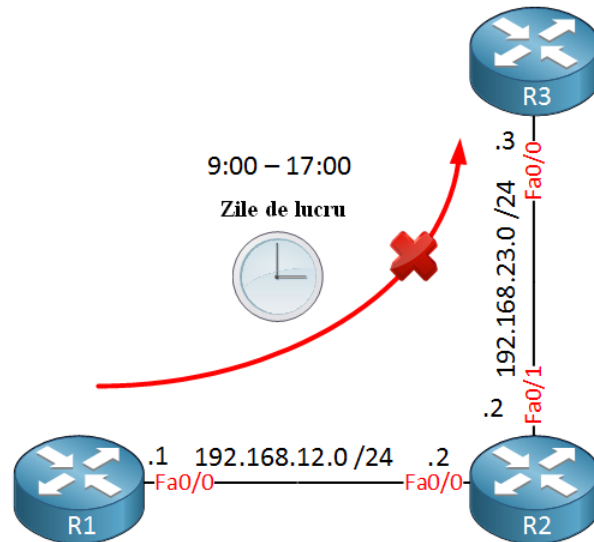 R3
.3
Fa0/0
9:00 – 17:00
Zile de lucru
192.168.23.0 /24
Fa0/1
.2
.1
192.168.12.0 /24
.2
Fa0/0
Fa0/0
R1
R2